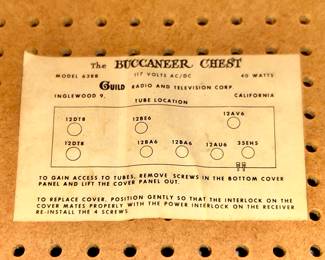 The BUCCANEER CHEST
MODEL 638B 117 VOLTS AC/DC 40 WATTS
Guild RADIO AND TELEVISION CORP.
INGLEWOOD 9, CALIFORNIA
TUBE LOCATION
12DT8 12BE6 12AV6
12DT8 12BA6 12BA6 12AU6 35EH5
TO GAIN ACCESS TO TUBES, REMOVE SCREWS IN THE BOTTOM COVER
PANEL AND LIFT THE COVER PANEL OUT.
TO REPLACE COVER, POSITION GENTLY SO THAT THE INTERLOCK ON THE
COVER MATES PROPERLY WITH THE POWER INTERLOCK ON THE RECEIVER
RE-INSTALL THE 4 SCREWS.